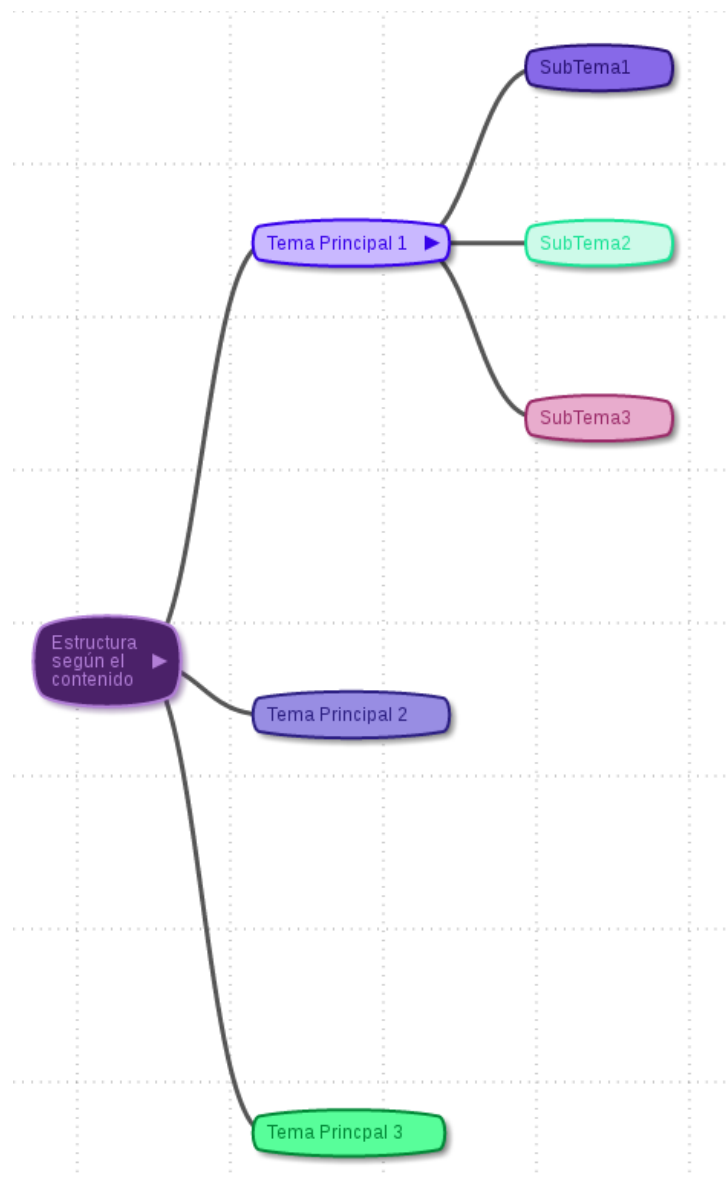 SubTema1
Tema Principal 1
SubTema2
SubTema3
Estructura
según el
contenido
Tema Principal 2
Tema Princpal 3